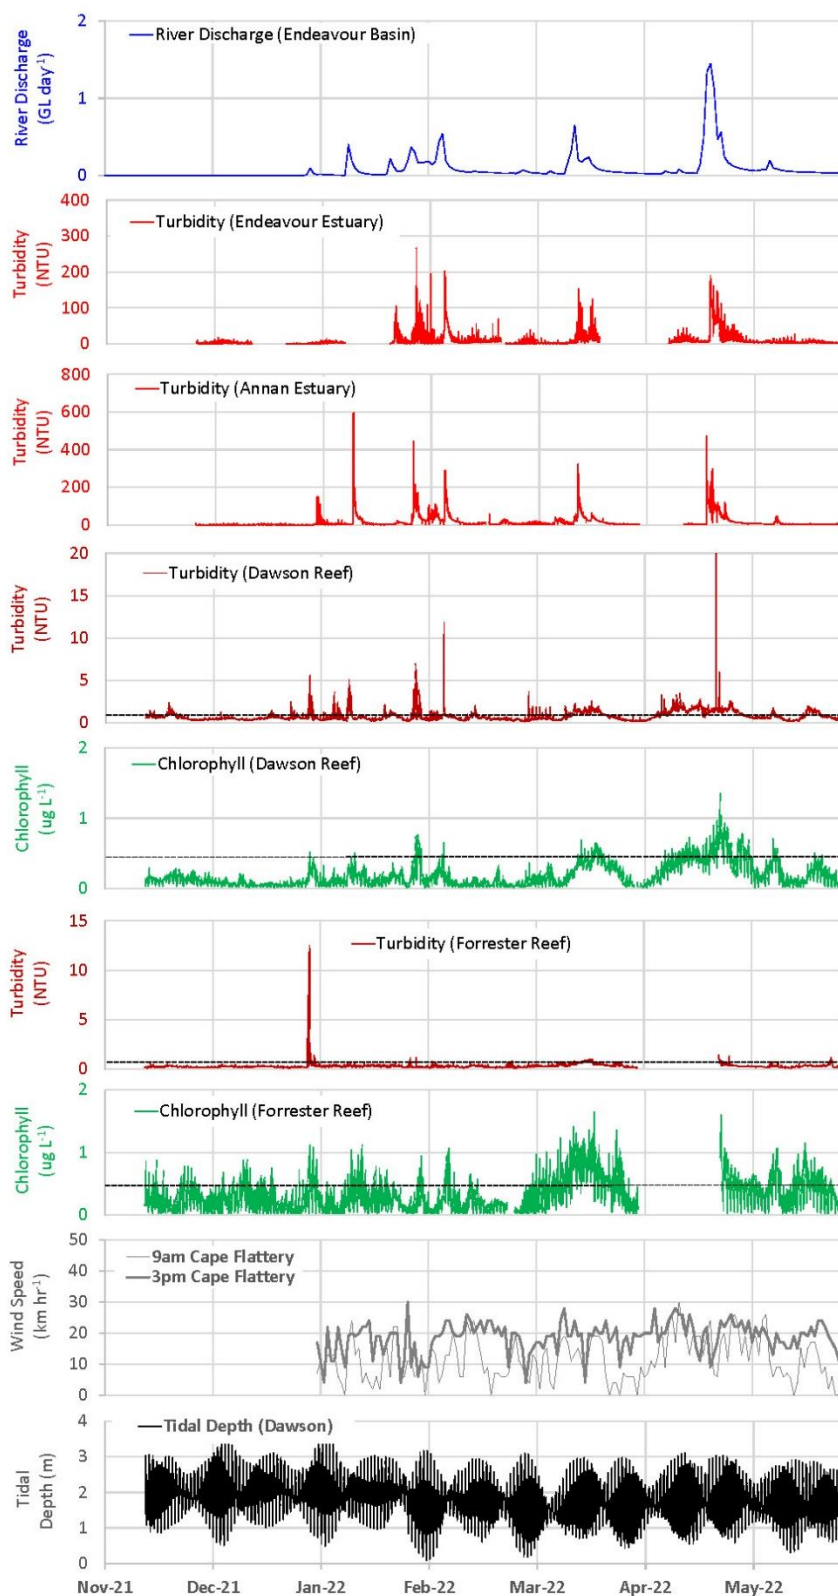 River Discharge
(GL day-1)
2
1
0
River Discharge (Endeavour Basin)
Turbidity
(NTU)
400
300
200
100
0
Turbidity (Endeavour Estuary)
Turbidity
(NTU)
800
600
400
200
0
Turbidity (Annan Estuary)
Turbidity
(NTU)
20
15
10
5
0
Turbidity (Dawson Reef)
Chlorophyll
(ug L-1)
2
1
0
Chlorophyll (Dawson Reef)
Turbidity
(NTU)
15
10
5
0
Turbidity (Forrester Reef)
Chlorophyll
(ug L-1)
2
1
0
Chlorophyll (Forrester Reef)
Wind Speed
(km hr-1)
50
40
30
20
10
0
9am Cape Flattery
3pm Cape Flattery
Tidal
Depth (m)
4
3
2
1
0
Tidal Depth (Dawson)
Nov-21 Dec-21 Jan-22 Feb-22 Mar-22 Apr-22 May-22